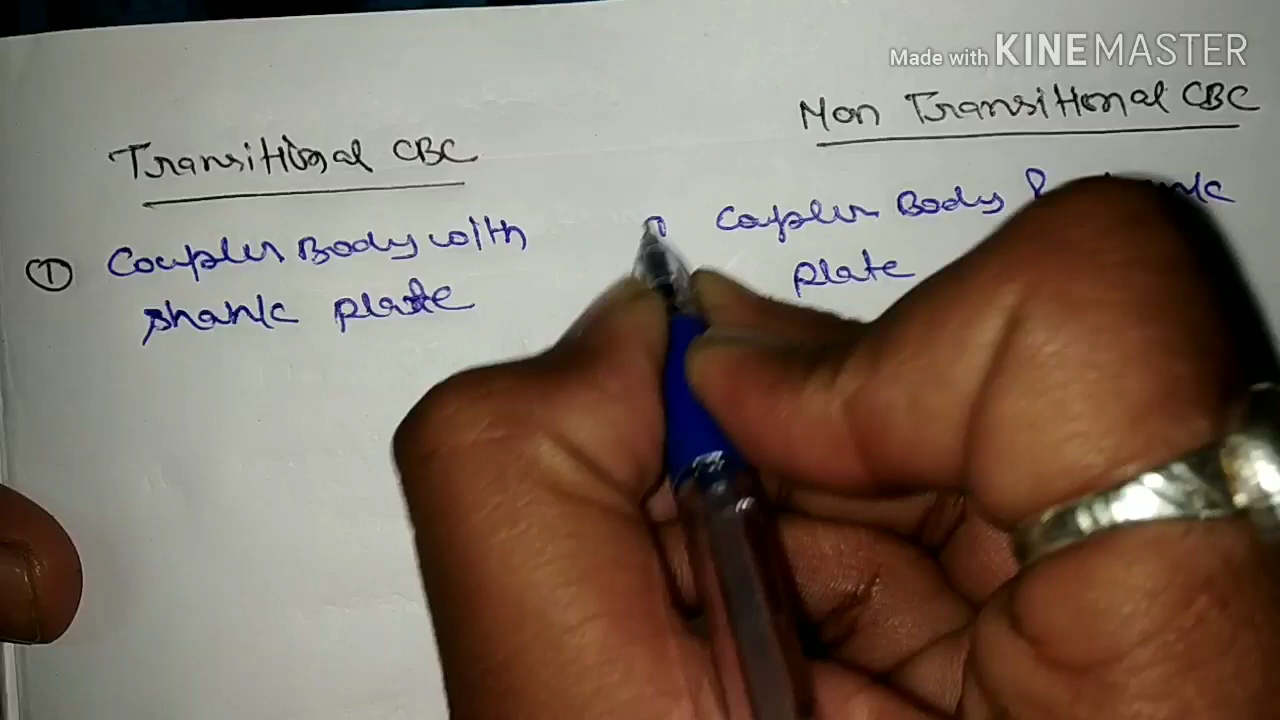 Made with KINEMASTER
Non Transitional CBC
Transitional CBC
① Coupler Body with
shank plate
Coupler Body &
plate